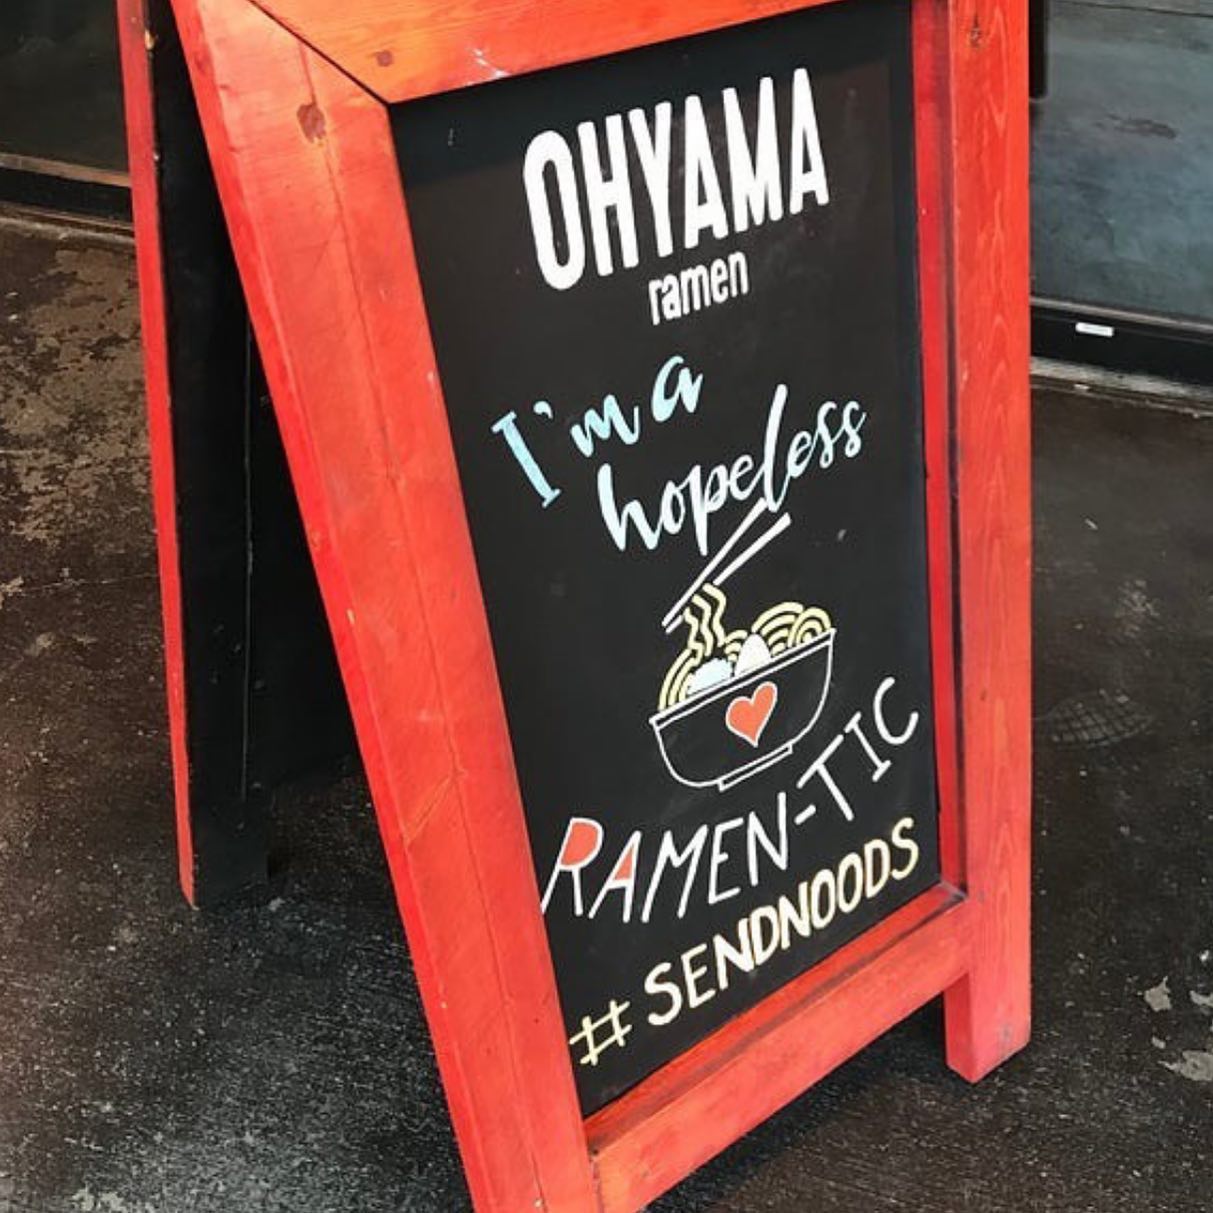 OHYAMA
ramen
I'm a
hopeless
RAMEN-TIC
#SENDNOODS